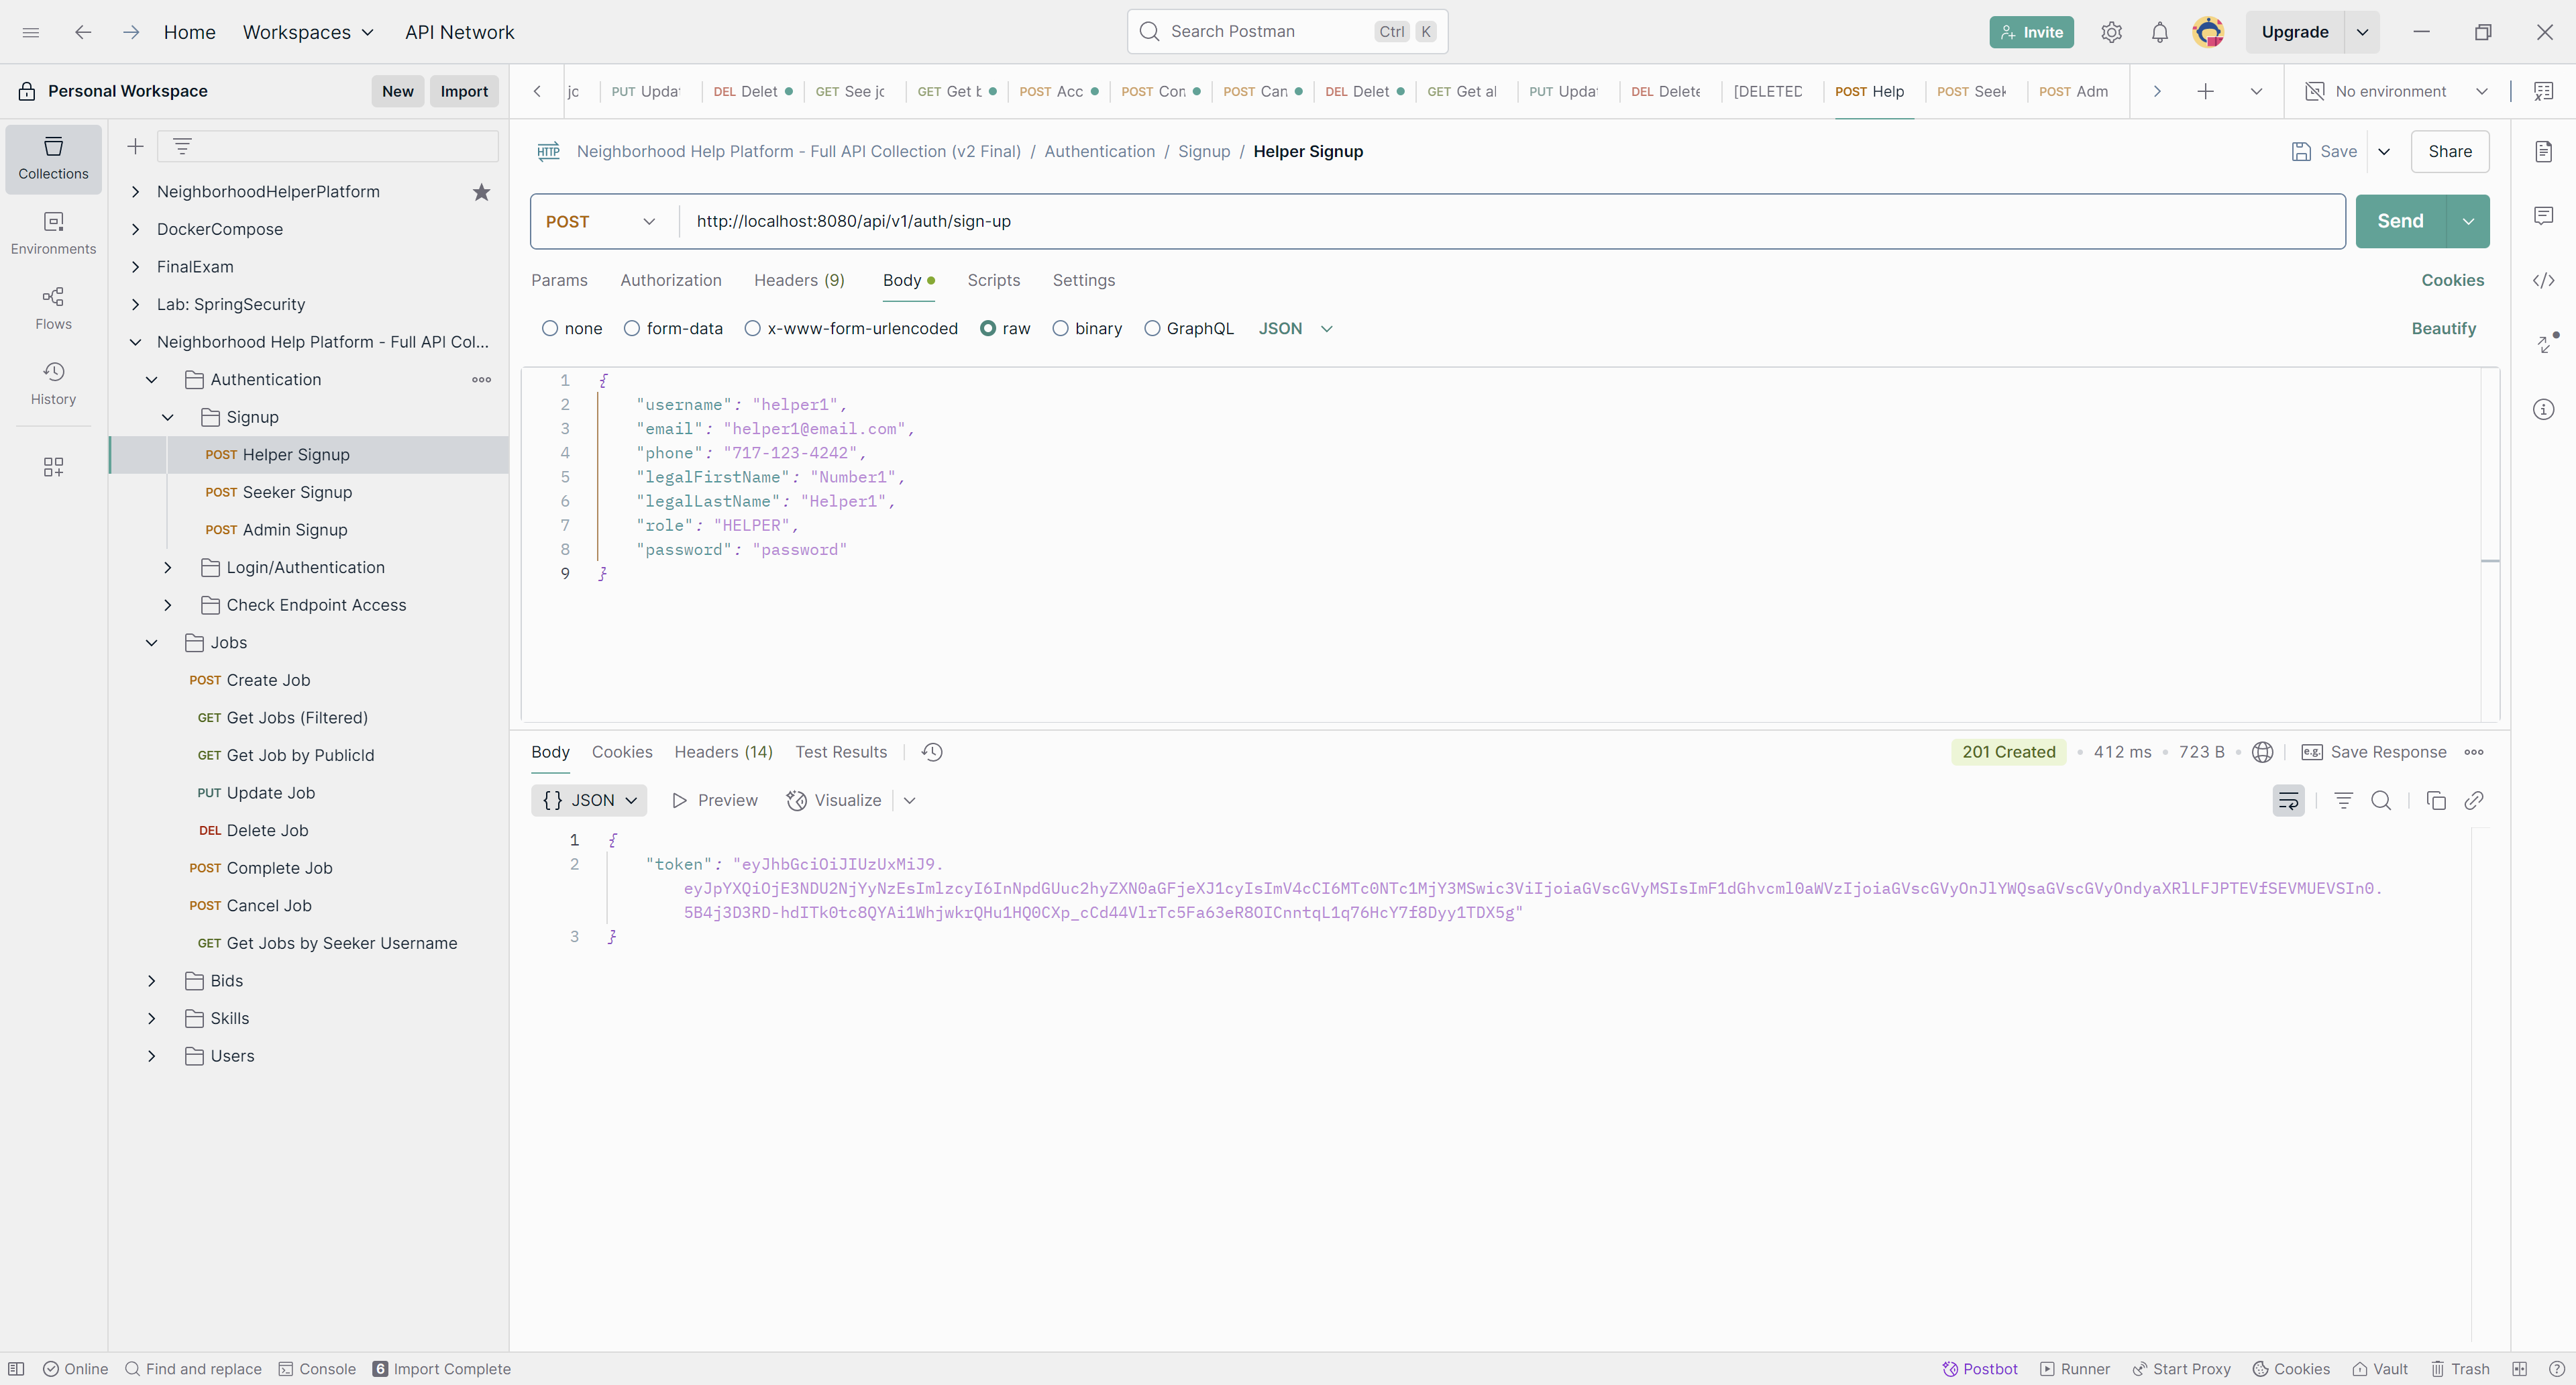 Home
Workspaces
API Network
Search Postman
Ctrl K
Invite
Upgrade
Personal Workspace
New
Import
PUT Upda
DEL Delet
GET See jc
GET Get b
POST Acc
POST Con
POST Can
DEL Delet
GET Get al
PUT Upda
DEL Delete
[DELETED
POST Help
POST Seek
POST Adm
No environment
Collections
Environments
Flows
History
NeighborhoodHelperPlatform
DockerCompose
FinalExam
Lab: SpringSecurity
Neighborhood Help Platform - Full API Col...
Authentication
Signup
POST Helper Signup
POST Seeker Signup
POST Admin Signup
Login/Authentication
Check Endpoint Access
Jobs
POST Create Job
GET Get Jobs (Filtered)
GET Get Job by PublicId
PUT Update Job
DEL Delete Job
POST Complete Job
POST Cancel Job
GET Get Jobs by Seeker Username
Bids
Skills
Users
HTTP Neighborhood Help Platform - Full API Collection (v2 Final) / Authentication / Signup / Helper Signup
Save
Share
POST
http://localhost:8080/api/v1/auth/sign-up
Send
Params Authorization Headers (9) Body Scripts Settings
Cookies
none form-data x-www-form-urlencoded raw binary GraphQL JSON
Beautify
1 {
2 "username": "helper1",
3 "email": "helper1@email.com",
4 "phone": "717-123-4242",
5 "legalFirstName": "Number1",
6 "legalLastName": "Helper1",
7 "role": "HELPER",
8 "password": "password"
9 }
Body Cookies Headers (14) Test Results
201 Created 412 ms 723 B
e.g. Save Response
{} JSON Preview Visualize
1 {
2 "token": "eyJhbGciOiJIUzUxMiJ9.
eyJpYXQiOjE3NDU2NjYyNzEsImlzcyI6InNpdGUuc2hyZXN0aGFjeXJ1cyIsImV4cCI6MTc0NTc1MjY3MSwic3ViIjoiaGVscGVyMSIsImF1dGhvcml0aWVzIjoiaGVscGVyOnJlYWQsaGVscGVyOndyaXRlLFJPTEVfSEVMUEVSIn0.
5B4j3D3RD-hdITk0tc8QYAi1WhjwkrQHu1HQ0CXp_cCd44VlrTc5Fa63eR8OICnntqL1q76HcY7f8Dyy1TDX5g"
3 }
Online
Find and replace
Console
6 Import Complete
Postbot
Runner
Start Proxy
Cookies
Vault
Trash